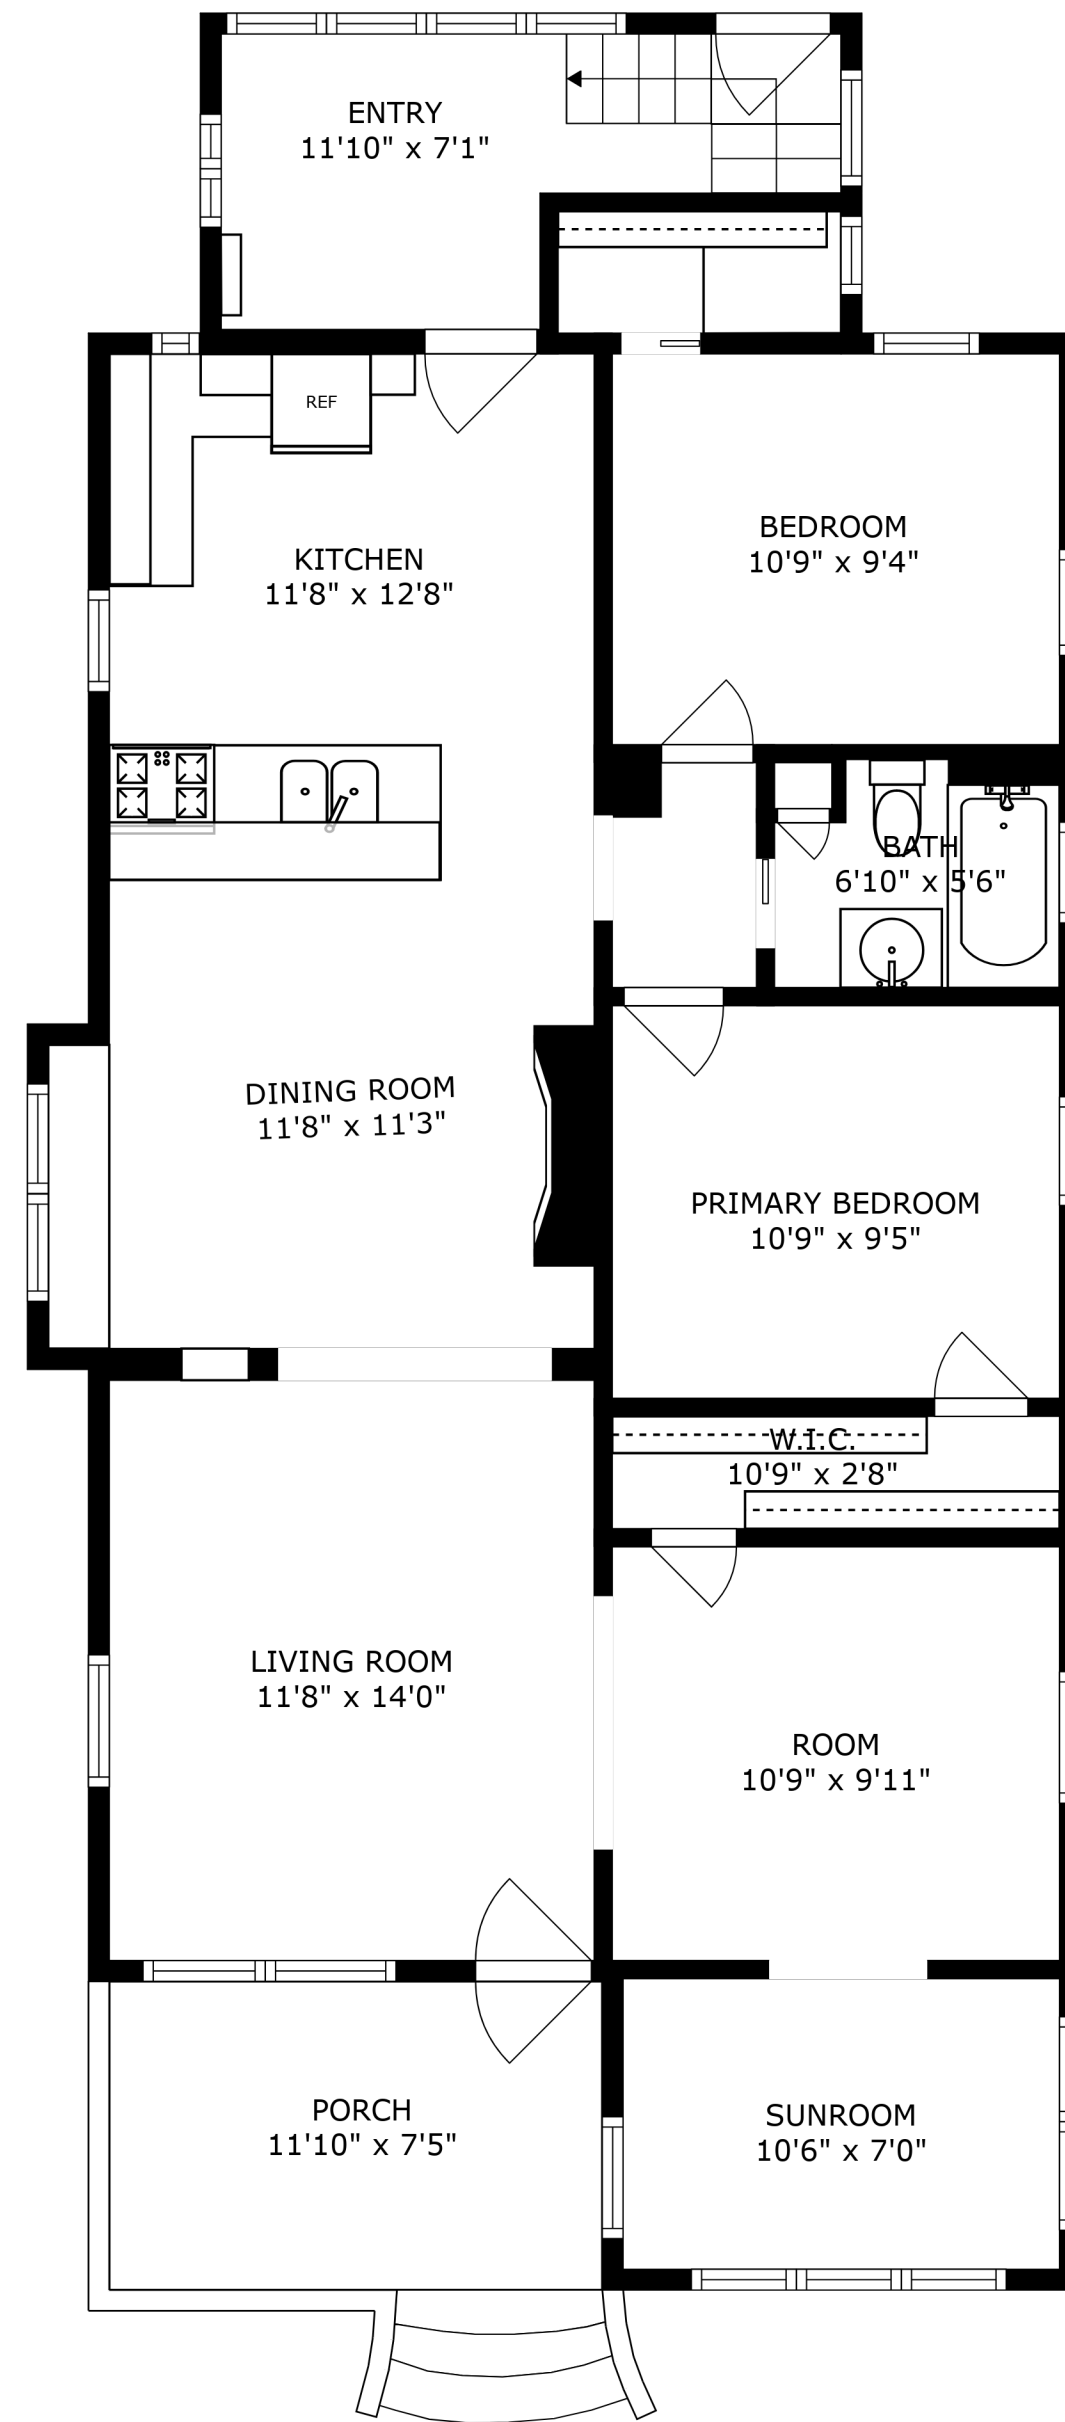 ENTRY
11'10" x 7'1"
REF
KITCHEN
11'8" x 12'8"
BEDROOM
10'9" x 9'4"
BATH
6'10" x 5'6"
DINING ROOM
11'8" x 11'3"
PRIMARY BEDROOM
10'9" x 9'5"
W.I.C.
10'9" x 2'8"
LIVING ROOM
11'8" x 14'0"
ROOM
10'9" x 9'11"
PORCH
11'10" x 7'5"
SUNROOM
10'6" x 7'0"